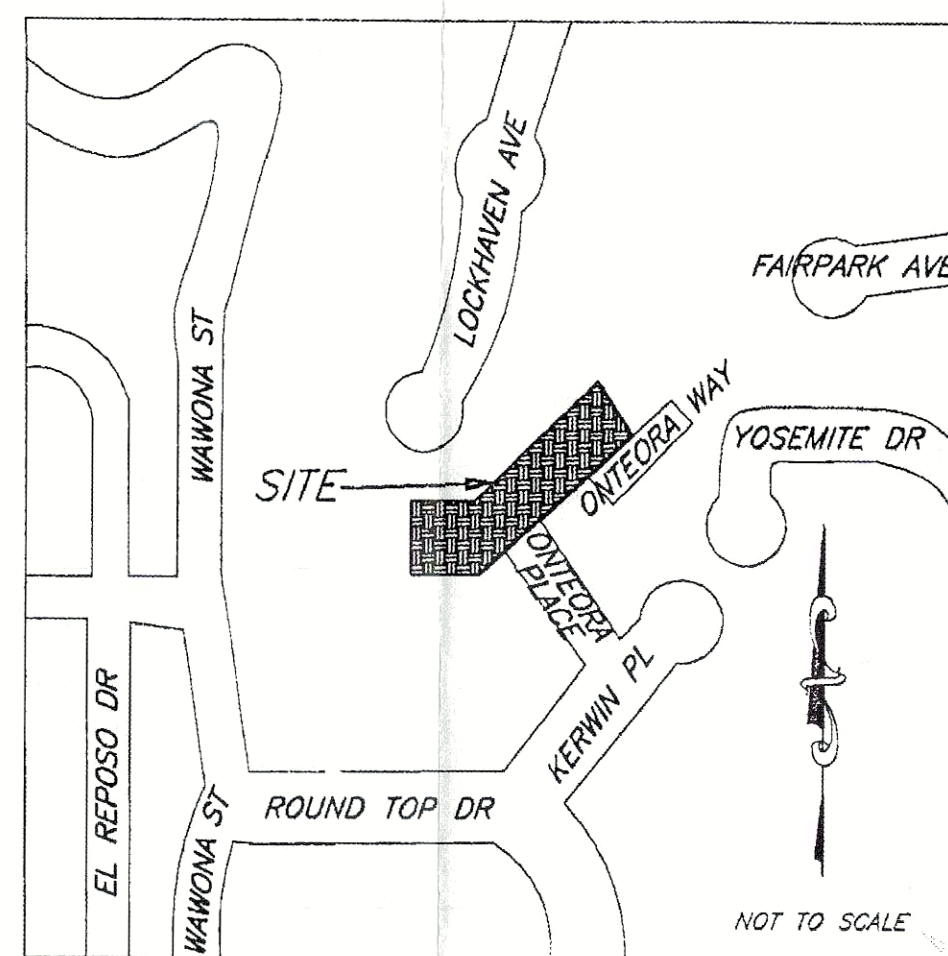 LOCKHAVEN AVE
FAIRPARK AVE
WAWONA ST
ONTEORA WAY
YOSEMITE DR
SITE
ONTEORA
PLACE
KERWIN PL
EL REPOSO DR
WAWONA ST
ROUND TOP DR
NOT TO SCALE